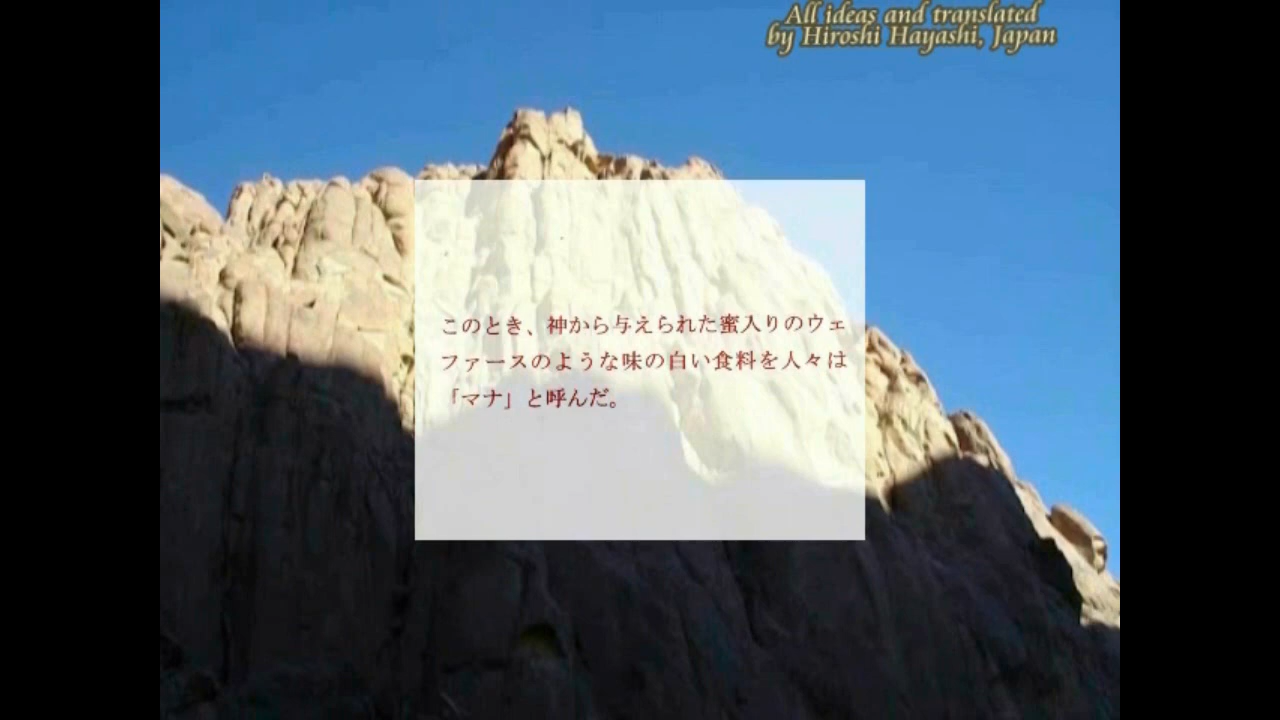 All ideas and translated
by Hiroshi Hayashi, Japan
このとき、神から与えられた蜜入りのウェ
ファースのような味の白い食料を人々は
「マナ」と呼んだ。